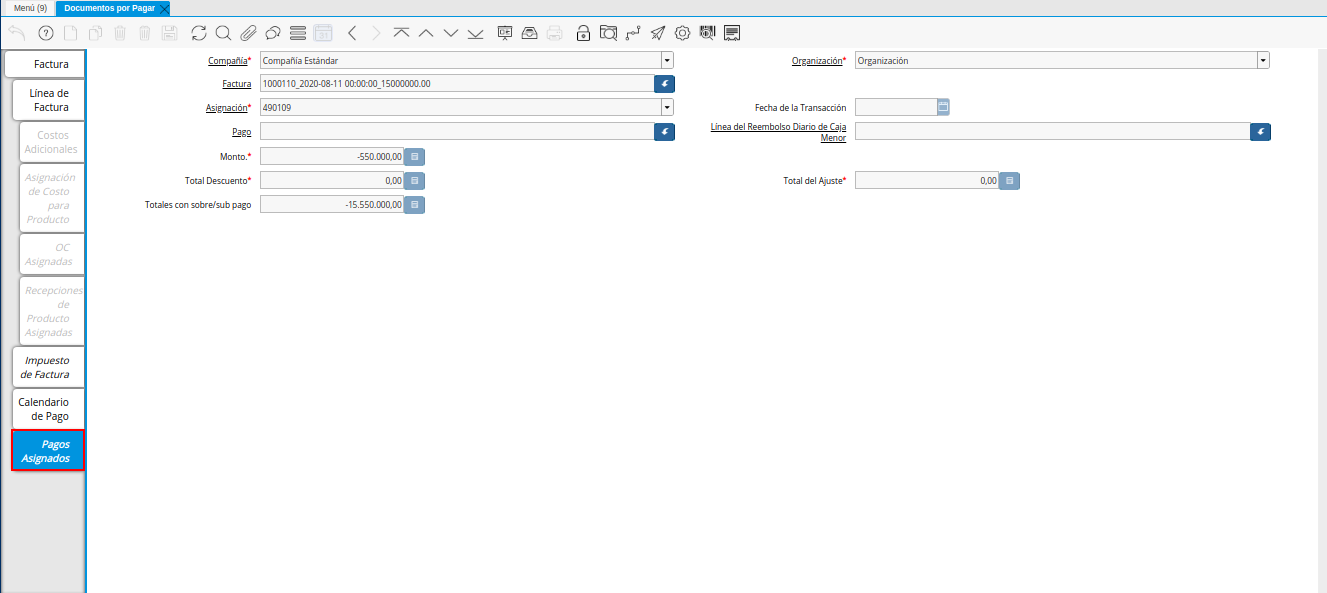 Menú (9)
Documentos por Pagar
Factura
Línea de
Factura
Costos
Adicionales
Asignación
de Costo
para
Producto
OC
Asignadas
Recepciones
de
Producto
Asignadas
Impuesto
de Factura
Calendario
de Pago
Pagos
Asignados
Compañía* Compañía Estándar
Organización* Organización
Factura 1000110_2020-08-11 00:00:00_15000000.00
Asignación* 490109
Fecha de la Transacción
Pago
Línea del Reembolso Diario de Caja
Menor
Monto.* -550.000,00
Total Descuento* 0,00
Total del Ajuste* 0,00
Totales con sobre/sub pago -15.550.000,00